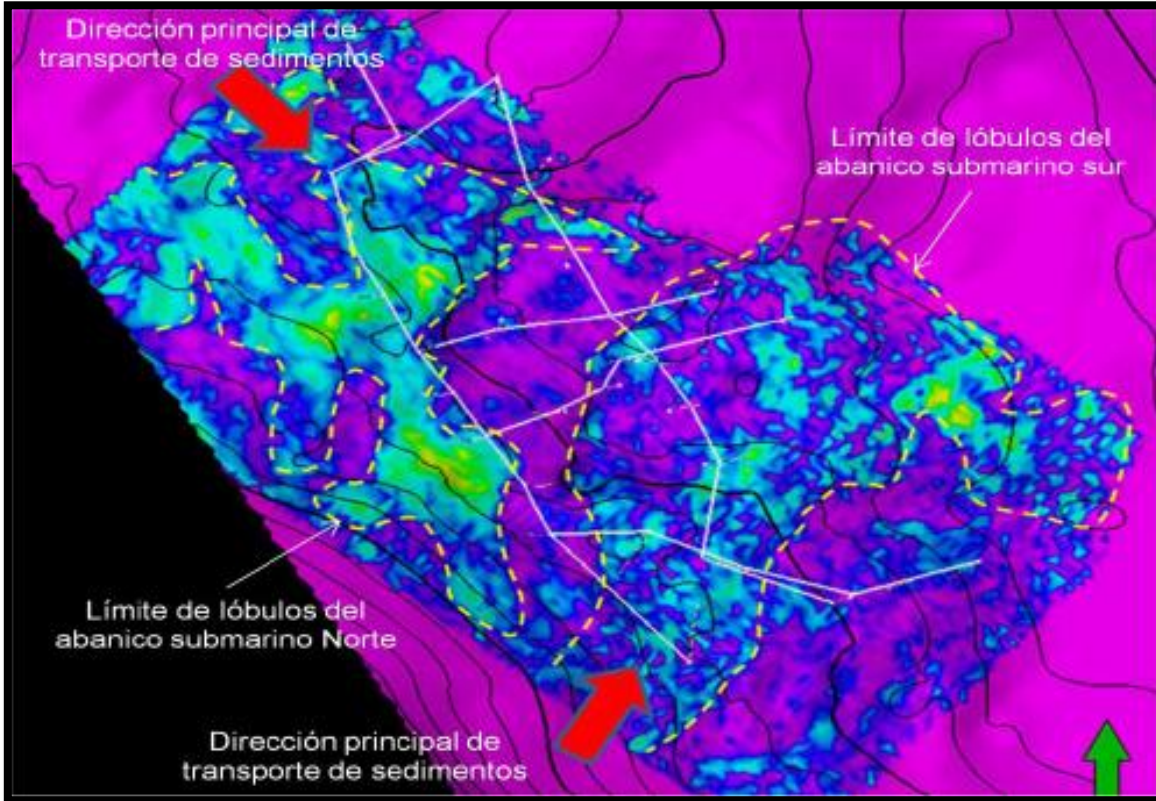 Dirección principal de
transporte de sedimentos
Límite de lóbulos del
abanico submarino sur
Límite de lóbulos del
abanico submarino Norte
Dirección principal de
transporte de sedimentos